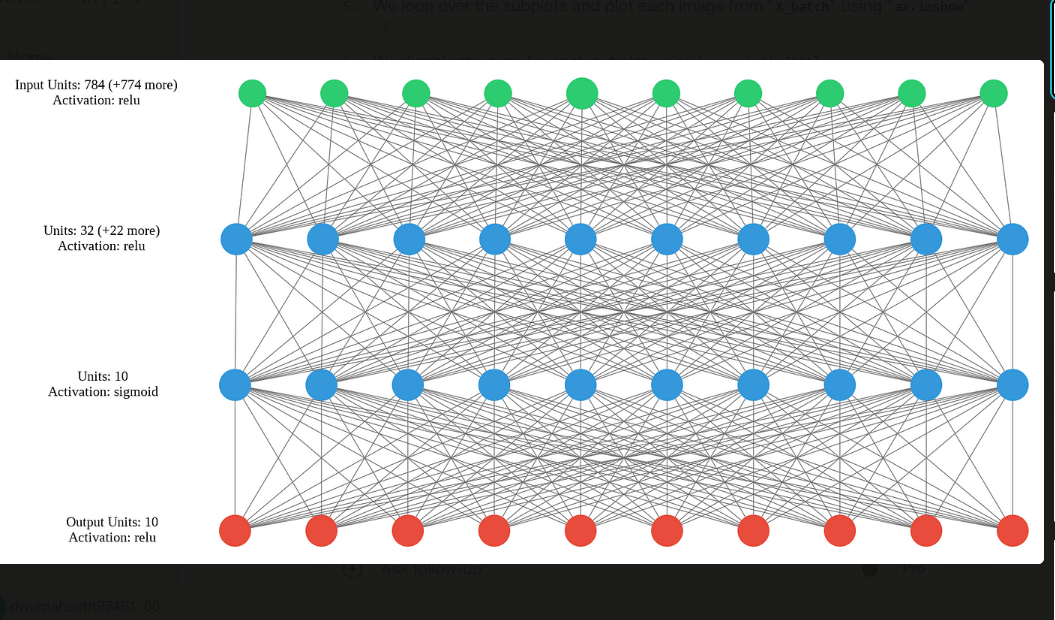 5. We loop over the subplots and plot each image from `X_batch` using `ax.imshow`
Home
Input Units: 784 (+774 more)
Activation: relu
Units: 32 (+22 more)
Activation: relu
Units: 10
Activation: sigmoid
Output Units: 10
Activation: relu
Ask follow-up
Pro
dwumahseth97461